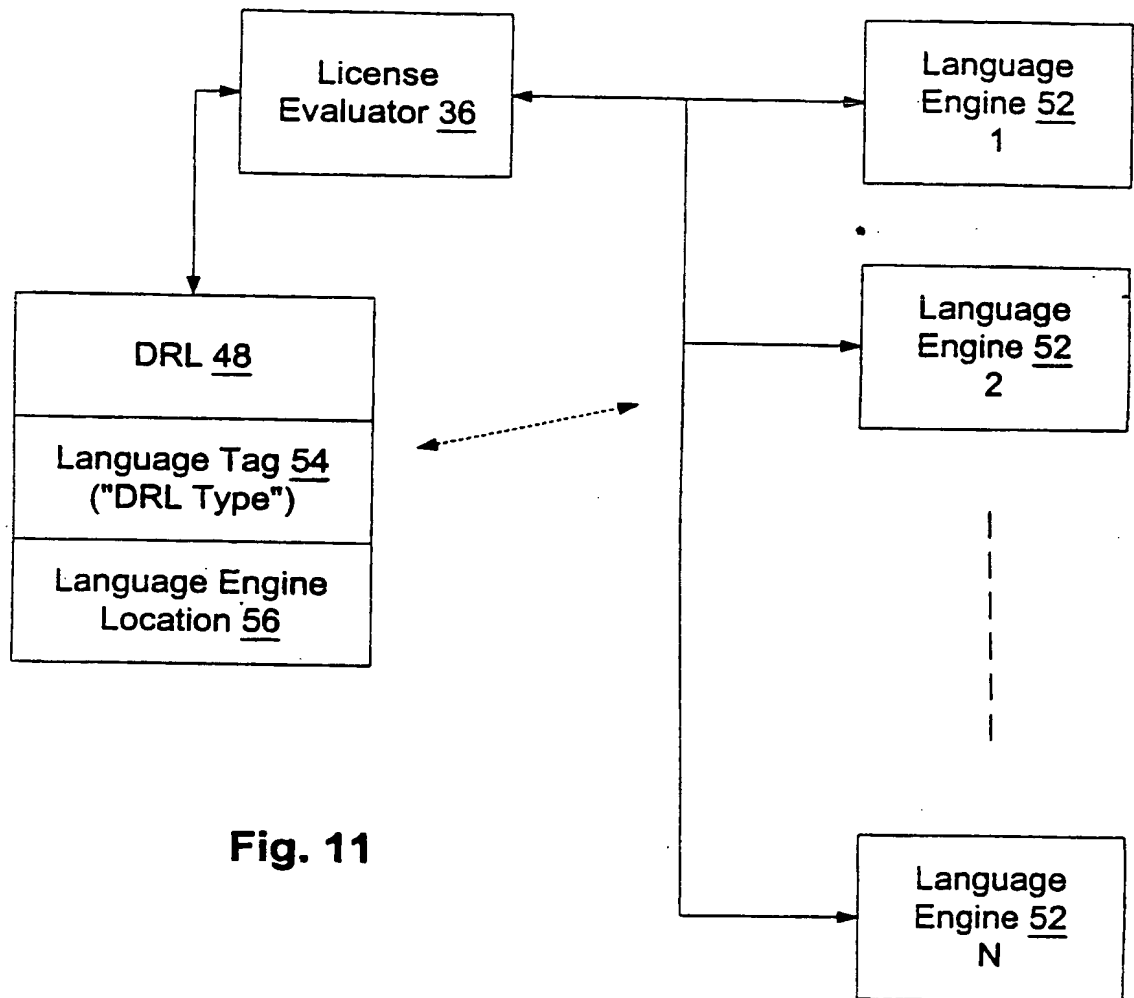 License
Evaluator 36
Language
Engine 52
1
DRL 48
Language Tag 54
("DRL Type")
Language Engine
Location 56
Language
Engine 52
2
Language
Engine 52
N
Fig. 11